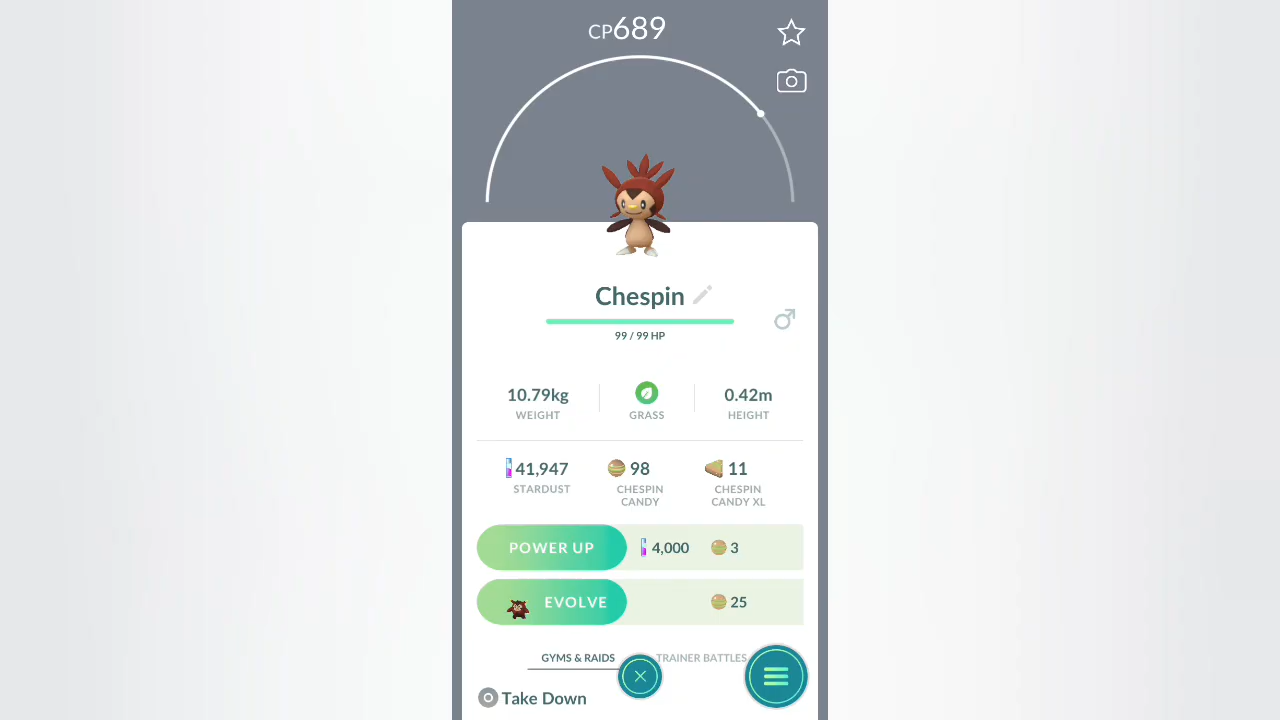 CP689
Chespin
99 / 99 HP
10.79kg
WEIGHT
GRASS
0.42m
HEIGHT
41,947
STARDUST
98
CHESPIN
CANDY
11
CHESPIN
CANDY XL
POWER UP 4,000 3
EVOLVE 25
GYMS & RAIDS TRAINER BATTLES
Take Down